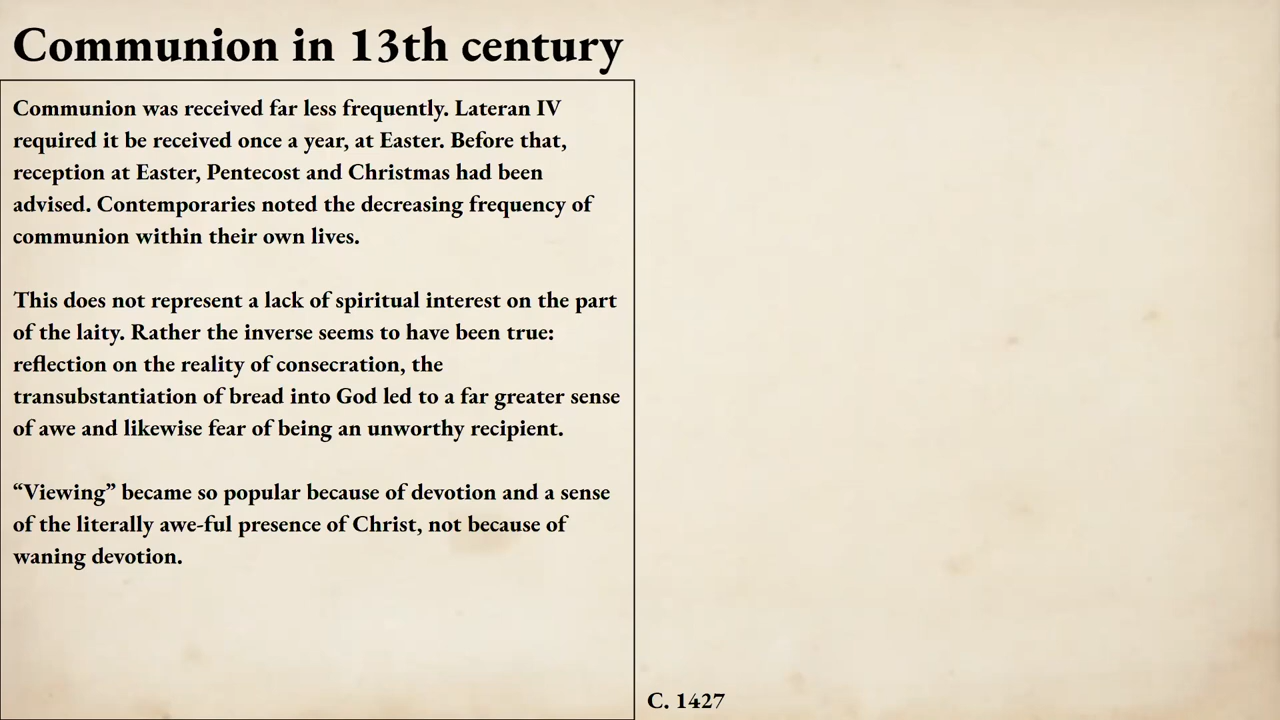 Communion in 13th century
Communion was received far less frequently. Lateran IV
required it be received once a year, at Easter. Before that,
reception at Easter, Pentecost and Christmas had been
advised. Contemporaries noted the decreasing frequency of
communion within their own lives.
This does not represent a lack of spiritual interest on the part
of the laity. Rather the inverse seems to have been true:
reflection on the reality of consecration, the
transubstantiation of bread into God led to a far greater sense
of awe and likewise fear of being an unworthy recipient.
“Viewing” became so popular because of devotion and a sense
of the literally awe-ful presence of Christ, not because of
waning devotion.
C. 1427